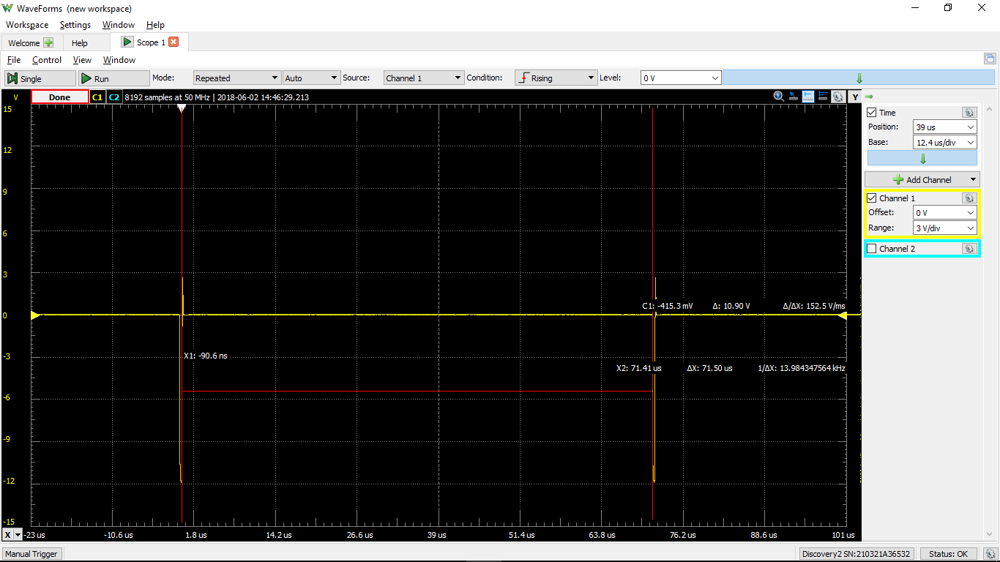 WaveForms (new workspace)
Workspace Settings Window Help
Welcome Help Scope 1
File Control View Window
Single Run Mode: Repeated Auto Source: Channel 1 Condition: Rising Level: 0 V
V Done C1 C2 8192 samples at 50 MHz | 2018-06-02 14:46:29.213 Y
15
Time
Position: 39 us
Base: 12.4 us/div
12
Add Channel
9
Channel 1
Offset: 0 V
Range: 3 V/div
6
Channel 2
3
C1: -415.3 mV Δ: 10.90 V Δ/ΔX: 152.5 V/ms
0
X1: -90.6 ns
-3
X2: 71.41 us ΔX: 71.50 us 1/ΔX: 13.984347564 kHz
-6
-9
-12
-15
X -23 us -10.6 us 1.8 us 14.2 us 26.6 us 39 us 51.4 us 63.8 us 76.2 us 88.6 us 101 us
Manual Trigger Discovery2 SN:210321A36532 Status: OK